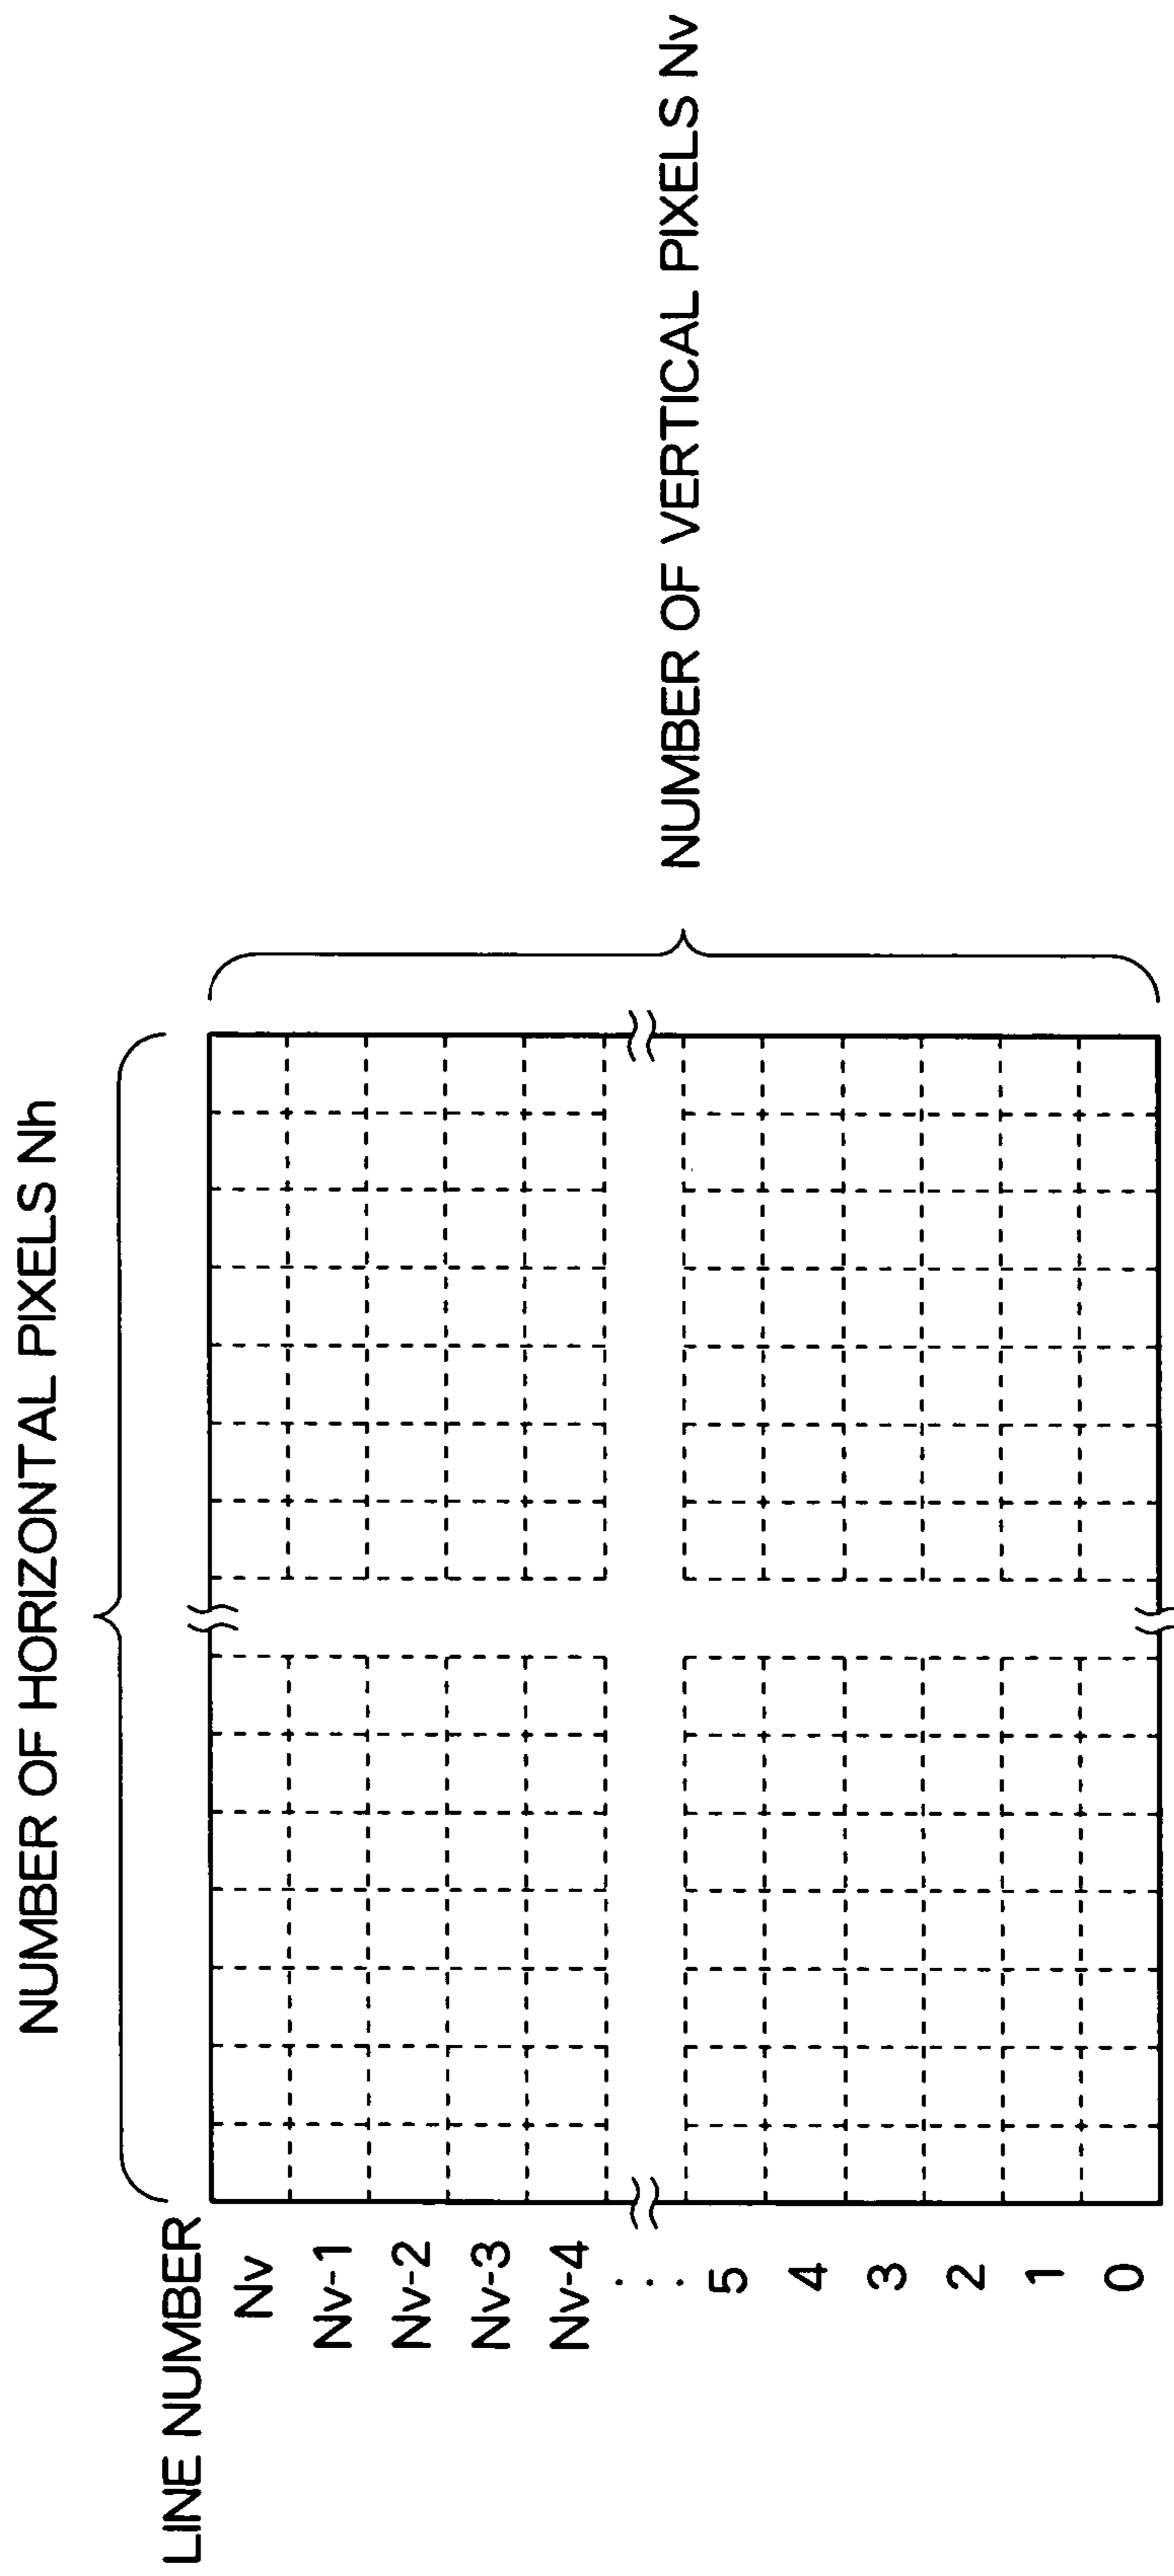 NUMBER OF HORIZONTAL PIXELS Nh
LINE NUMBER
Nv
Nv-1
Nv-2
Nv-3
Nv-4
⋮
5
4
3
2
1
0
NUMBER OF VERTICAL PIXELS Nv